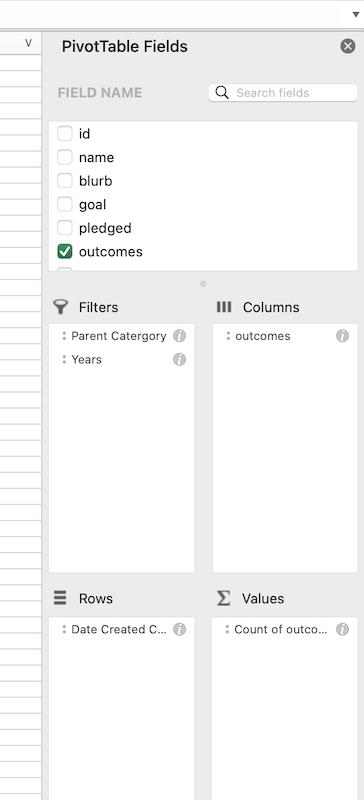 V
PivotTable Fields
FIELD NAME
Search fields
id
name
blurb
goal
pledged
outcomes
Filters
Columns
Parent Catergory
outcomes
Years
Rows
Values
Date Created C...
Count of outco...